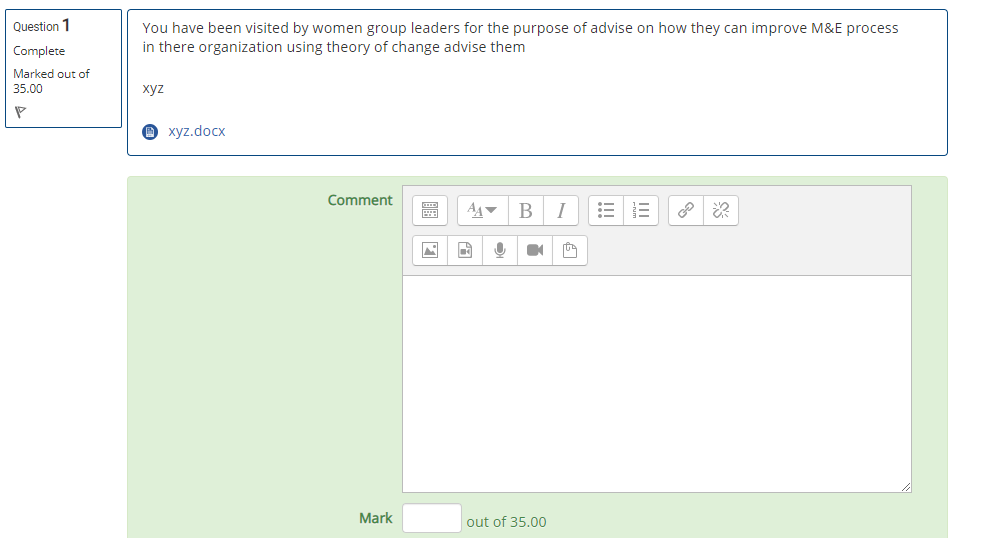 Question 1
Complete
Marked out of
35.00
You have been visited by women group leaders for the purpose of advise on how they can improve M&E process
in there organization using theory of change advise them
xyz
xyz.docx
Comment
B I
Mark
out of 35.00